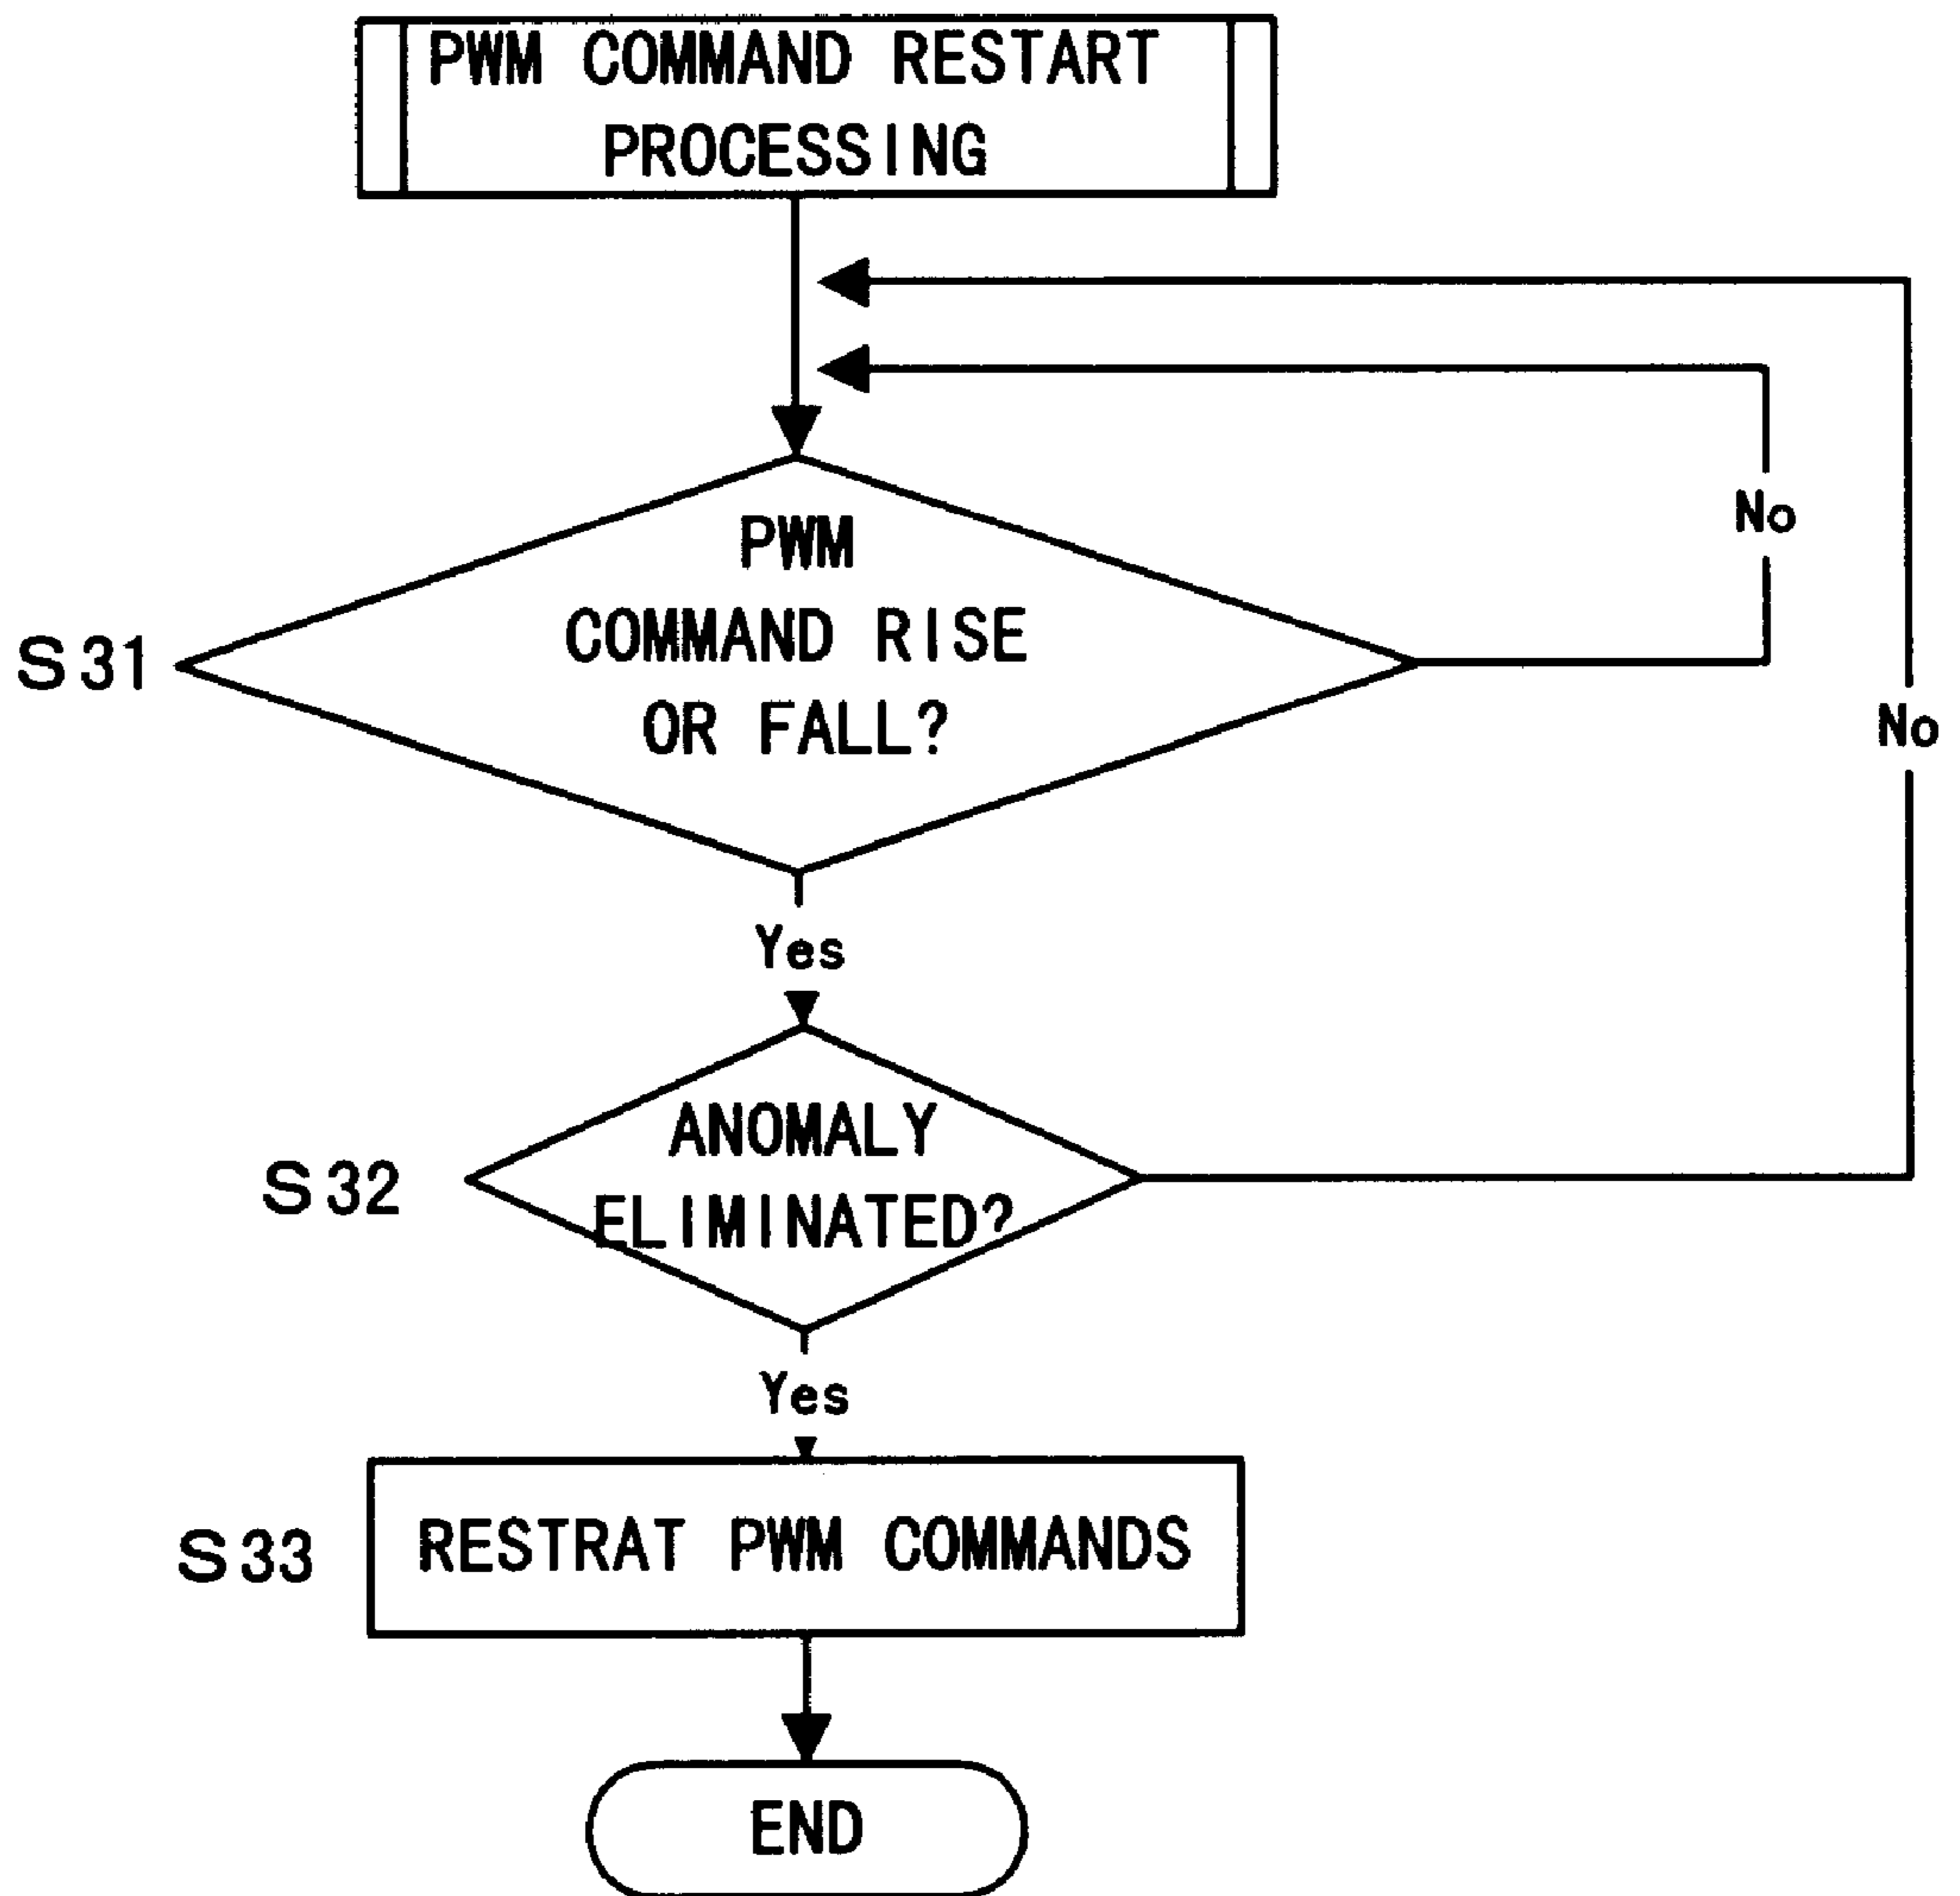 PWM COMMAND RESTART
PROCESSING
No
PWM
COMMAND RISE
OR FALL?
S31
No
Yes
ANOMALY
ELIMINATED?
S32
Yes
S33
RESTRAT PWM COMMANDS
END